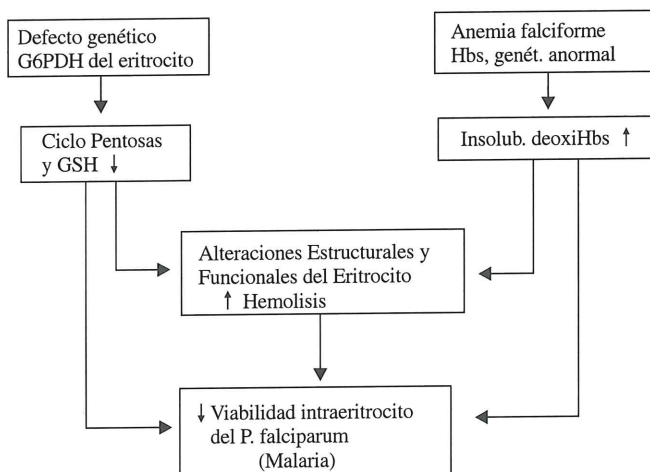 Defecto genético
G6PDH del eritrocito
Anemia falciforme
Hbs, genét. anormal
Ciclo Pentosas
y GSH ↓
Insolub. deoxiHbs ↑
Alteraciones Estructurales y
Funcionales del Eritrocito
↑ Hemolisis
↓ Viabilidad intraeritrocito
del P. falciparum
(Malaria)